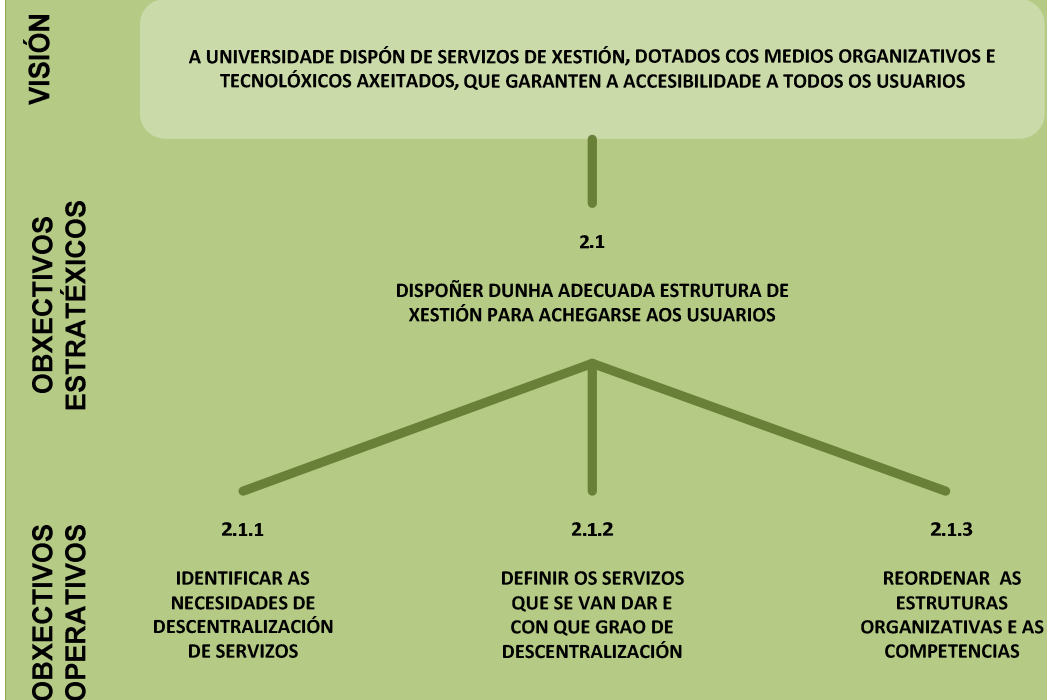 VISIÓN
A UNIVERSIDADE DISPÓN DE SERVIZOS DE XESTIÓN, DOTADOS COS MEDIOS ORGANIZATIVOS E
TECNOLÓXICOS AXEITADOS, QUE GARANTEN A ACCESIBILIDADE A TODOS OS USUARIOS
OBXECTIVOS
ESTRATÉXICOS
2.1
DISPOÑER DUNHA ADECUADA ESTRUTURA DE
XESTIÓN PARA ACHEGARSE AOS USUARIOS
OBXECTIVOS
OPERATIVOS
2.1.1
IDENTIFICAR AS
NECESIDADES DE
DESCENTRALIZACIÓN
DE SERVIZOS
2.1.2
DEFINIR OS SERVIZOS
QUE SE VAN DAR E
CON QUE GRAO DE
DESCENTRALIZACIÓN
2.1.3
REORDENAR AS
ESTRUTURAS
ORGANIZATIVAS E AS
COMPETENCIAS